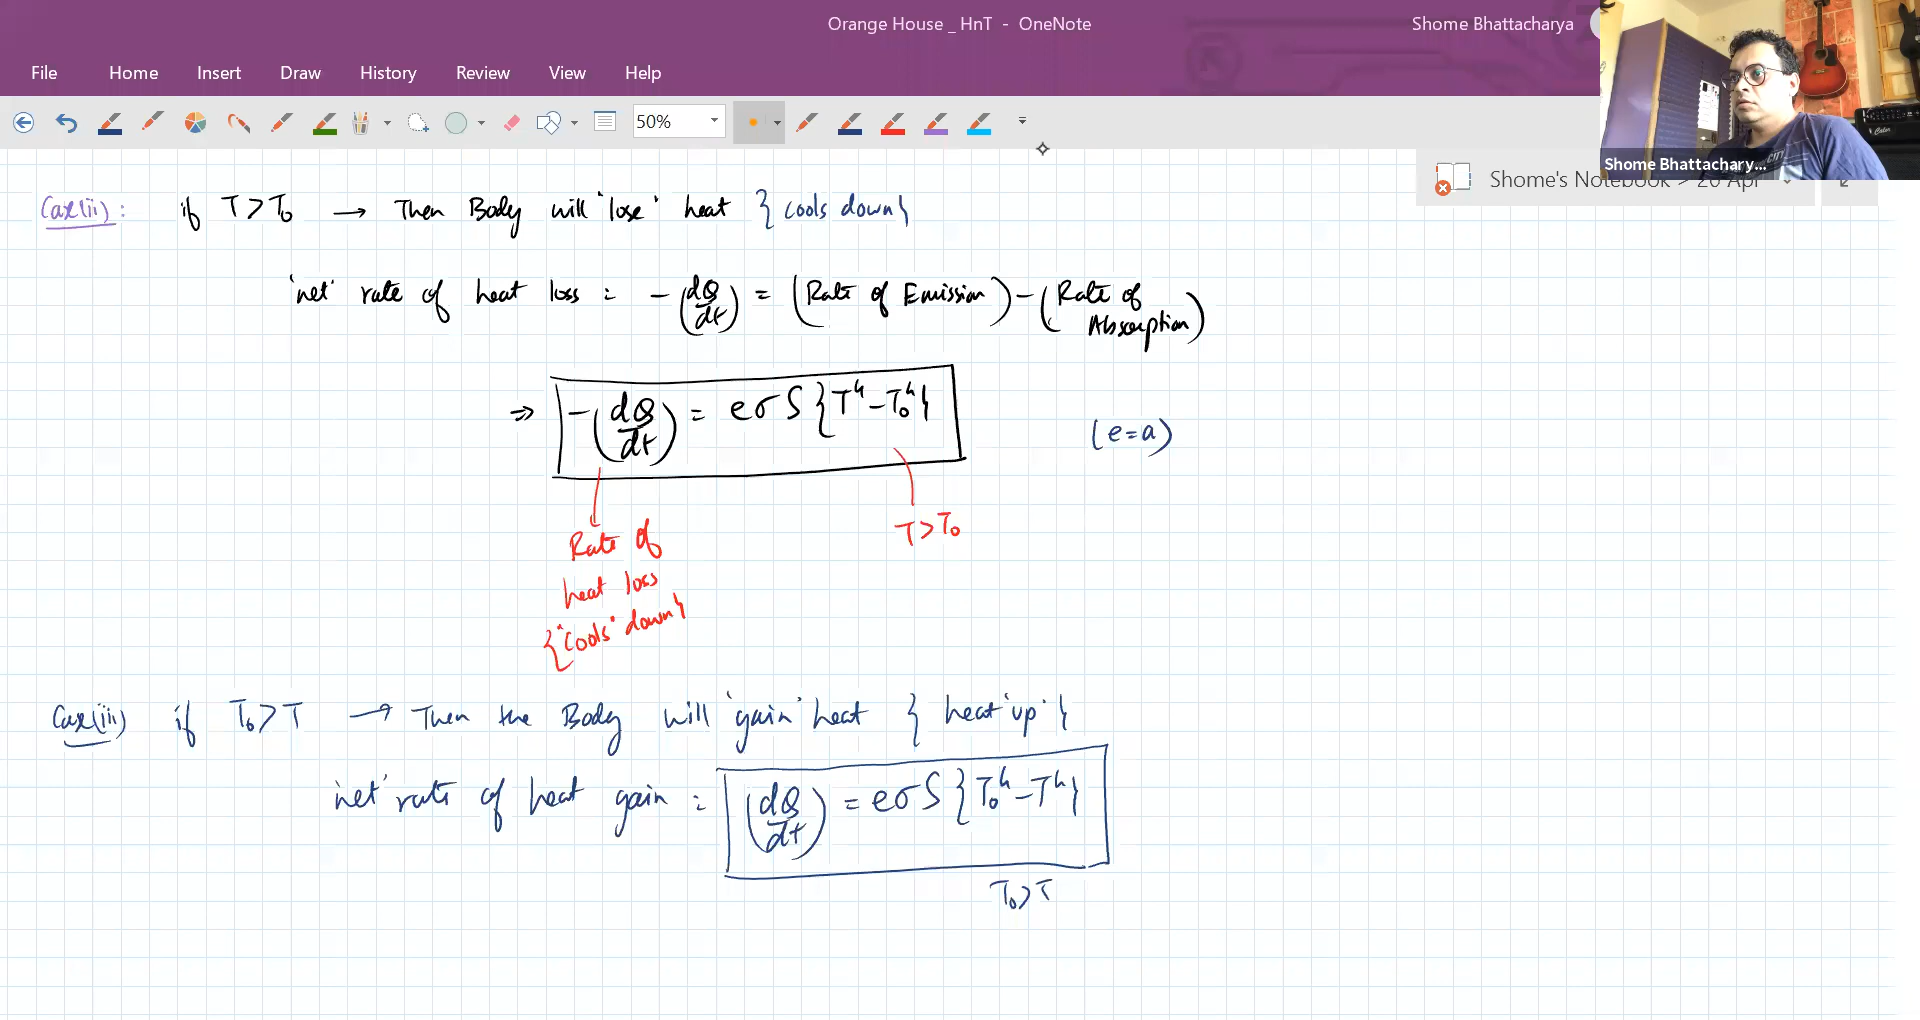 Orange House _ HnT - OneNote
Shome Bhattacharya
File Home Insert Draw History Review View Help
50%
Shome Bhattachary...
Shome's Notebook > 26 Apr
Case(ii) : if T > T₀ → Then Body will 'lose' heat { cools down}
'net' rate of heat loss : -(dQ/dt) = (Rate of Emission) - (Rate of Absorption)
⇒ -(dQ/dt) = eσS{T⁴ - T₀⁴}
(e=a)
T > T₀
Rate of
heat loss
{"cools" down}
Case(iii) if T₀ > T → Then the Body will 'gain' heat { heat 'up' }
'net' rate of heat gain : (dQ/dt) = eσS{T₀⁴ - T⁴}
T₀ > T